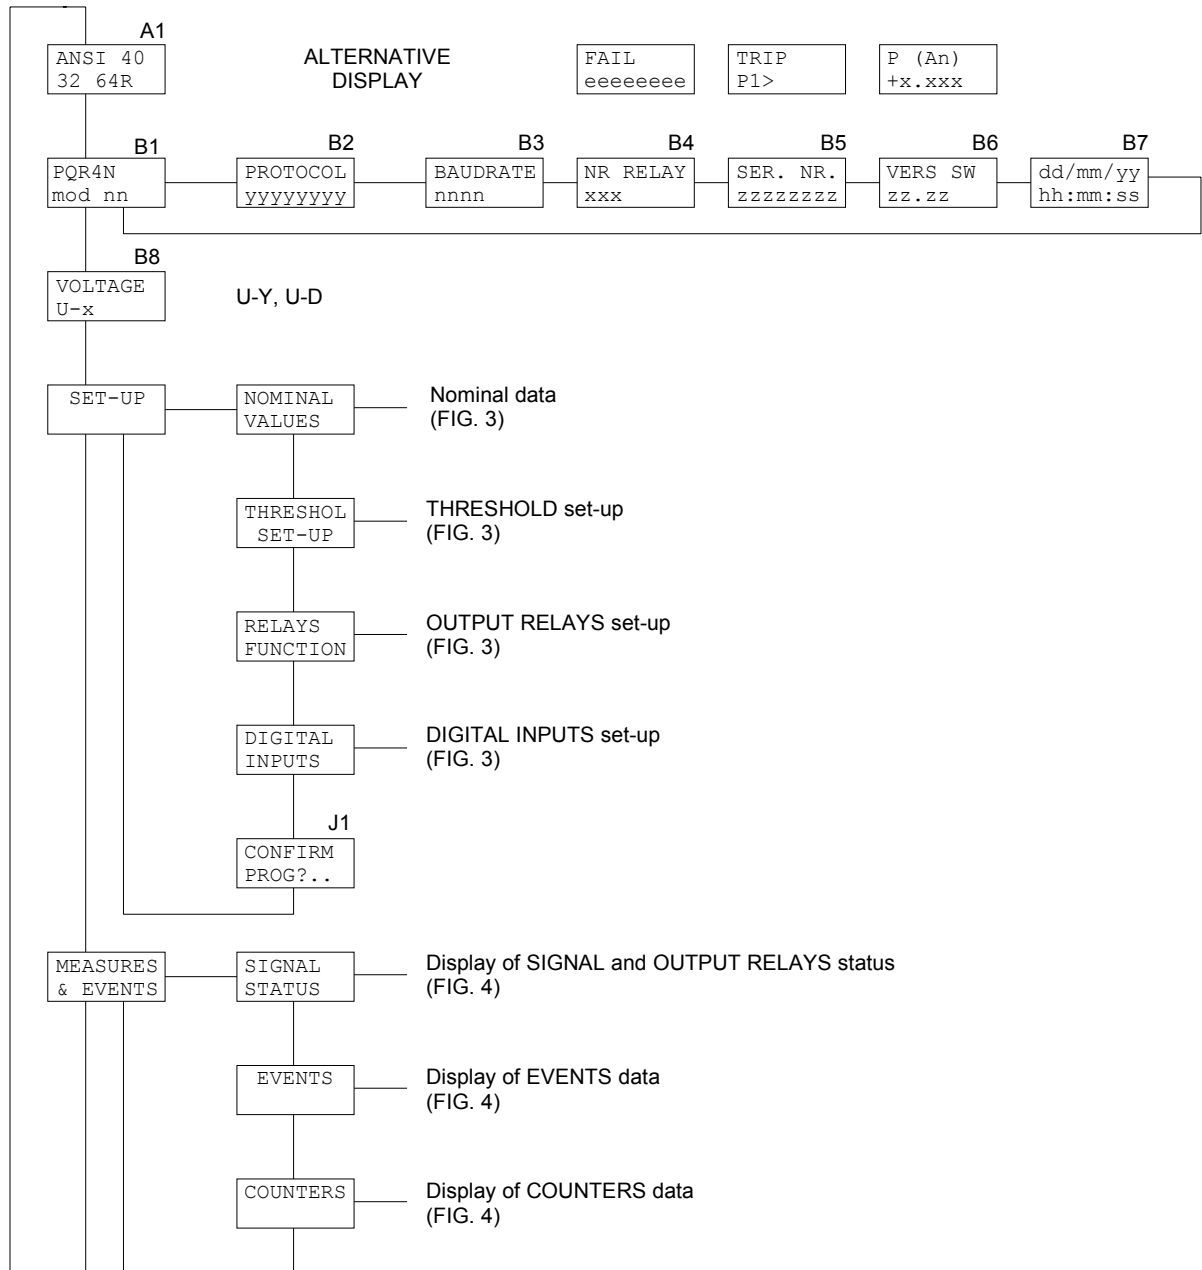 A1
ANSI 40
32 64R
ALTERNATIVE
DISPLAY
FAIL
eeeeeeee
TRIP
P1>
P (An)
+x.xxx
B1
PQR4N
mod nn
B2
PROTOCOL
yyyyyyyy
B3
BAUDRATE
nnnn
B4
NR RELAY
xxx
B5
SER. NR.
zzzzzzzz
B6
VERS SW
zz.zz
B7
dd/mm/yy
hh:mm:ss
B8
VOLTAGE
U-x
U-Y, U-D
SET-UP
NOMINAL
VALUES
Nominal data
(FIG. 3)
THRESHOL
SET-UP
THRESHOLD set-up
(FIG. 3)
RELAYS
FUNCTION
OUTPUT RELAYS set-up
(FIG. 3)
DIGITAL
INPUTS
DIGITAL INPUTS set-up
(FIG. 3)
J1
CONFIRM
PROG?..
MEASURES
& EVENTS
SIGNAL
STATUS
Display of SIGNAL and OUTPUT RELAYS status
(FIG. 4)
EVENTS
Display of EVENTS data
(FIG. 4)
COUNTERS
Display of COUNTERS data
(FIG. 4)